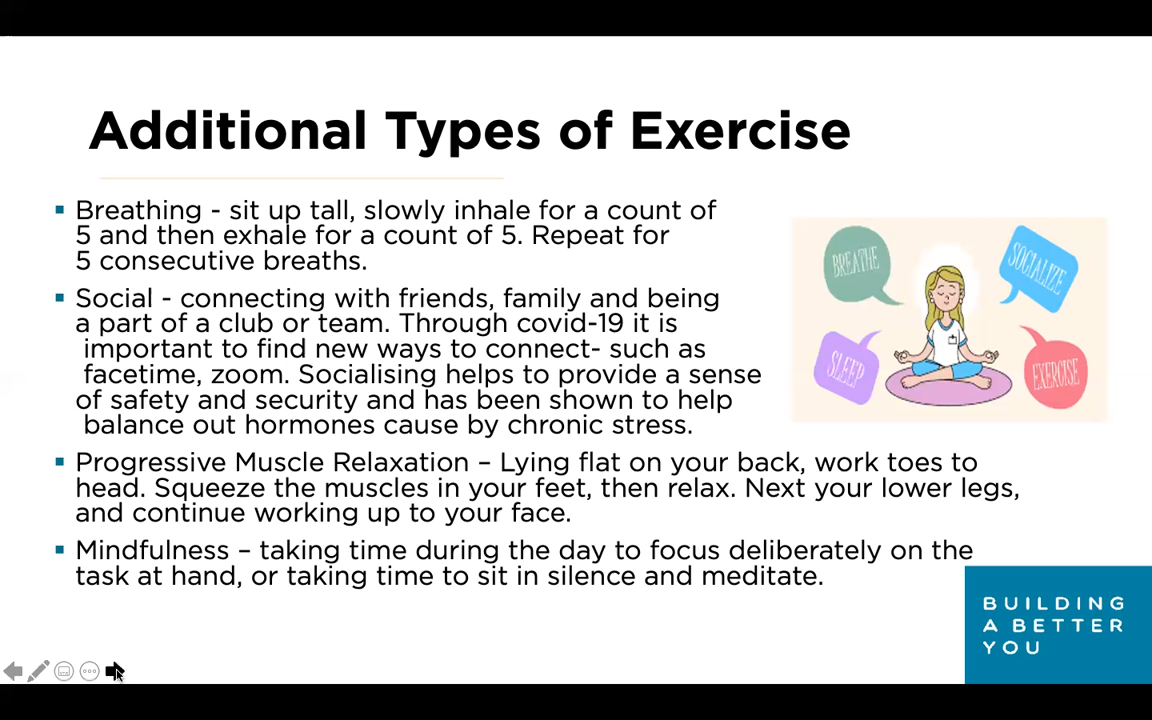 Additional Types of Exercise
Breathing - sit up tall, slowly inhale for a count of
5 and then exhale for a count of 5. Repeat for
5 consecutive breaths.
Social - connecting with friends, family and being
a part of a club or team. Through covid-19 it is
important to find new ways to connect- such as
facetime, zoom. Socialising helps to provide a sense
of safety and security and has been shown to help
balance out hormones cause by chronic stress.
Progressive Muscle Relaxation – Lying flat on your back, work toes to
head. Squeeze the muscles in your feet, then relax. Next your lower legs,
and continue working up to your face.
Mindfulness – taking time during the day to focus deliberately on the
task at hand, or taking time to sit in silence and meditate.
BREATHE
SOCIALIZE
SLEEP
EXERCISE
BUILDING
A BETTER
YOU